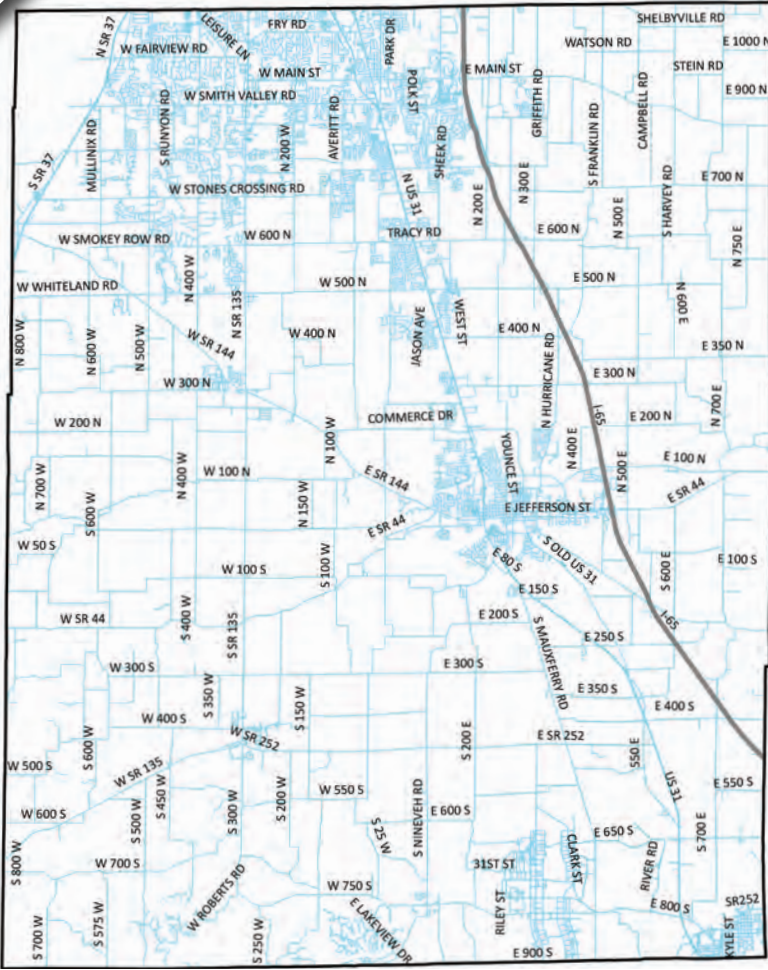 SHELBYVILLE RD
N SR 37
LEISURE LN
FRY RD
PARK DR
W FAIRVIEW RD
WATSON RD
E 1000 N
W MAIN ST
E MAIN ST
STEIN RD
POLK ST
W SMITH VALLEY RD
E 900 N
GRIFFITH RD
CAMPBELL RD
AVERITT RD
MULLINIX RD
S RUNYON RD
N 200 W
SHEEK RD
S FRANKLIN RD
S SR 37
W STONES CROSSING RD
N US 31
N 200 E
N 300 E
E 700 N
S HARVEY RD
N 500 E
N 750 E
W SMOKEY ROW RD
W 600 N
TRACY RD
E 600 N
N 400 W
W WHITELAND RD
W 500 N
E 500 N
N 600 E
N SR 135
WEST ST
JASON AVE
N 800 W
N 600 W
N 500 W
W SR 144
W 400 N
E 400 N
N HURRICANE RD
E 350 N
W 300 N
E 300 N
W 200 N
COMMERCE DR
I-65
E 200 N
N 700 E
N 100 W
YOUNCE ST
N 400 E
N 500 E
E 100 N
N 700 W
N 400 W
W 100 N
E SR 144
E SR 44
S 600 W
N 150 W
E JEFFERSON ST
E SR 44
W 50 S
W 100 S
S 100 W
E 80 S
S OLD US 31
E 100 S
S 600 E
E 150 S
W SR 44
S 400 W
S SR 135
E 200 S
S MAUXFERRY RD
E 250 S
I-65
W 300 S
E 300 S
S 350 W
E 350 S
S 150 W
E 400 S
W 400 S
S 600 W
W SR 252
S 200 E
E SR 252
550 E
W 500 S
W SR 135
US 31
E 550 S
W 550 S
S 450 W
S 200 W
S 300 W
W 600 S
S 500 W
S 25 W
S NINEVEH RD
E 600 S
E 650 S
S 700 E
S 800 W
W 700 S
31ST ST
CLARK ST
RIVER RD
W 750 S
W ROBERTS RD
RILEY ST
E LAKEVIEW DR
E 800 S
SR252
KYLE ST
S 700 W
S 575 W
S 250 W
E 900 S